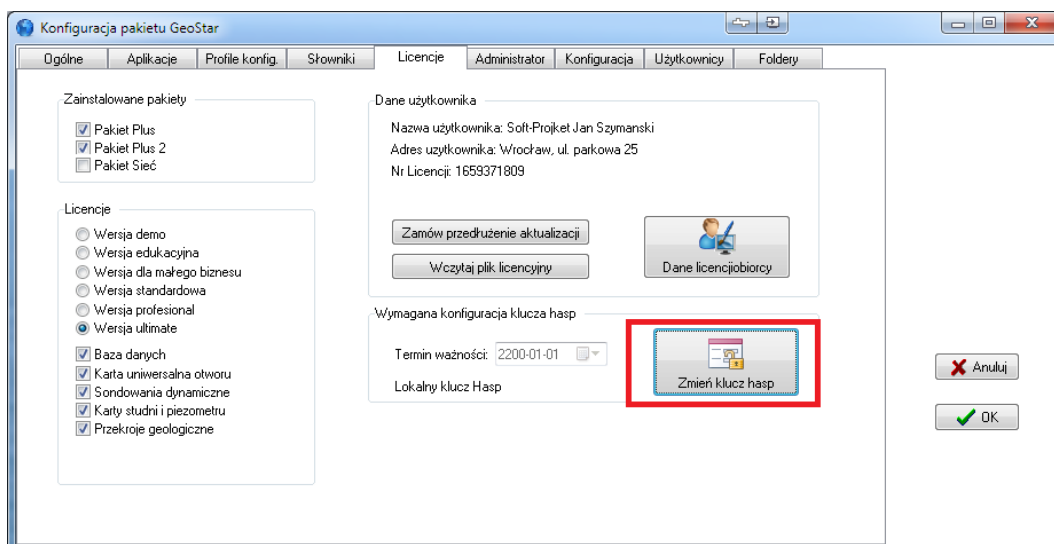 Konfiguracja pakietu GeoStar
Ogólne Aplikacje Profile konfig. Słowniki Licencje Administrator Konfiguracja Użytkownicy Foldery
Zainstalowane pakiety
Pakiet Plus
Pakiet Plus 2
Pakiet Sieć
Licencje
Wersja demo
Wersja edukacyjna
Wersja dla małego biznesu
Wersja standardowa
Wersja profesional
Wersja ultimate
Baza danych
Karta uniwersalna otworu
Sondowania dynamiczne
Karty studni i piezometru
Przekroje geologiczne
Dane użytkownika
Nazwa użytkownika: Soft-Projket Jan Szymanski
Adres uzytkownika: Wrocław, ul. parkowa 25
Nr Licencji: 1659371809
Zamów przedłużenie aktualizacji
Wczytaj plik licencyjny
Dane licencjiobiorcy
Wymagana konfiguracja klucza hasp
Termin ważności: 2200-01-01
Lokalny klucz Hasp
Zmień klucz hasp
Anuluj
OK